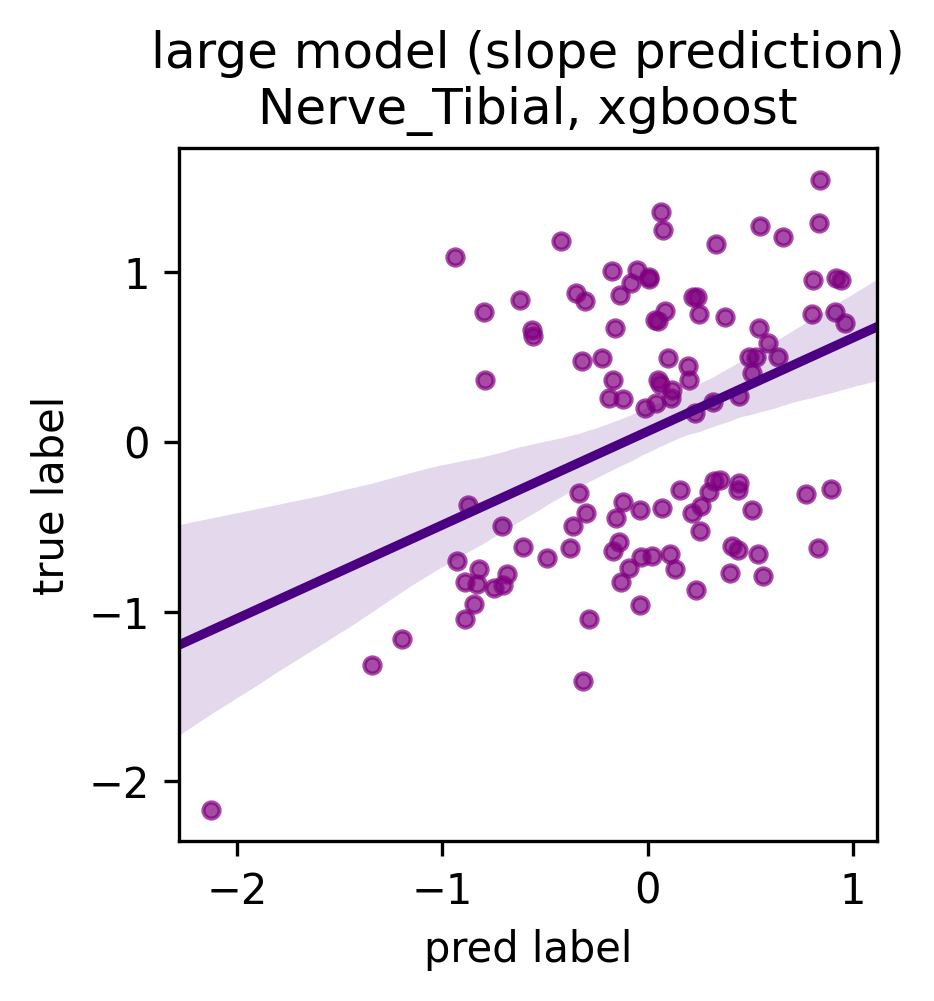 large model (slope prediction)
Nerve_Tibial, xgboost
true label
1
0
−1
−2
−2
−1
0
1
pred label